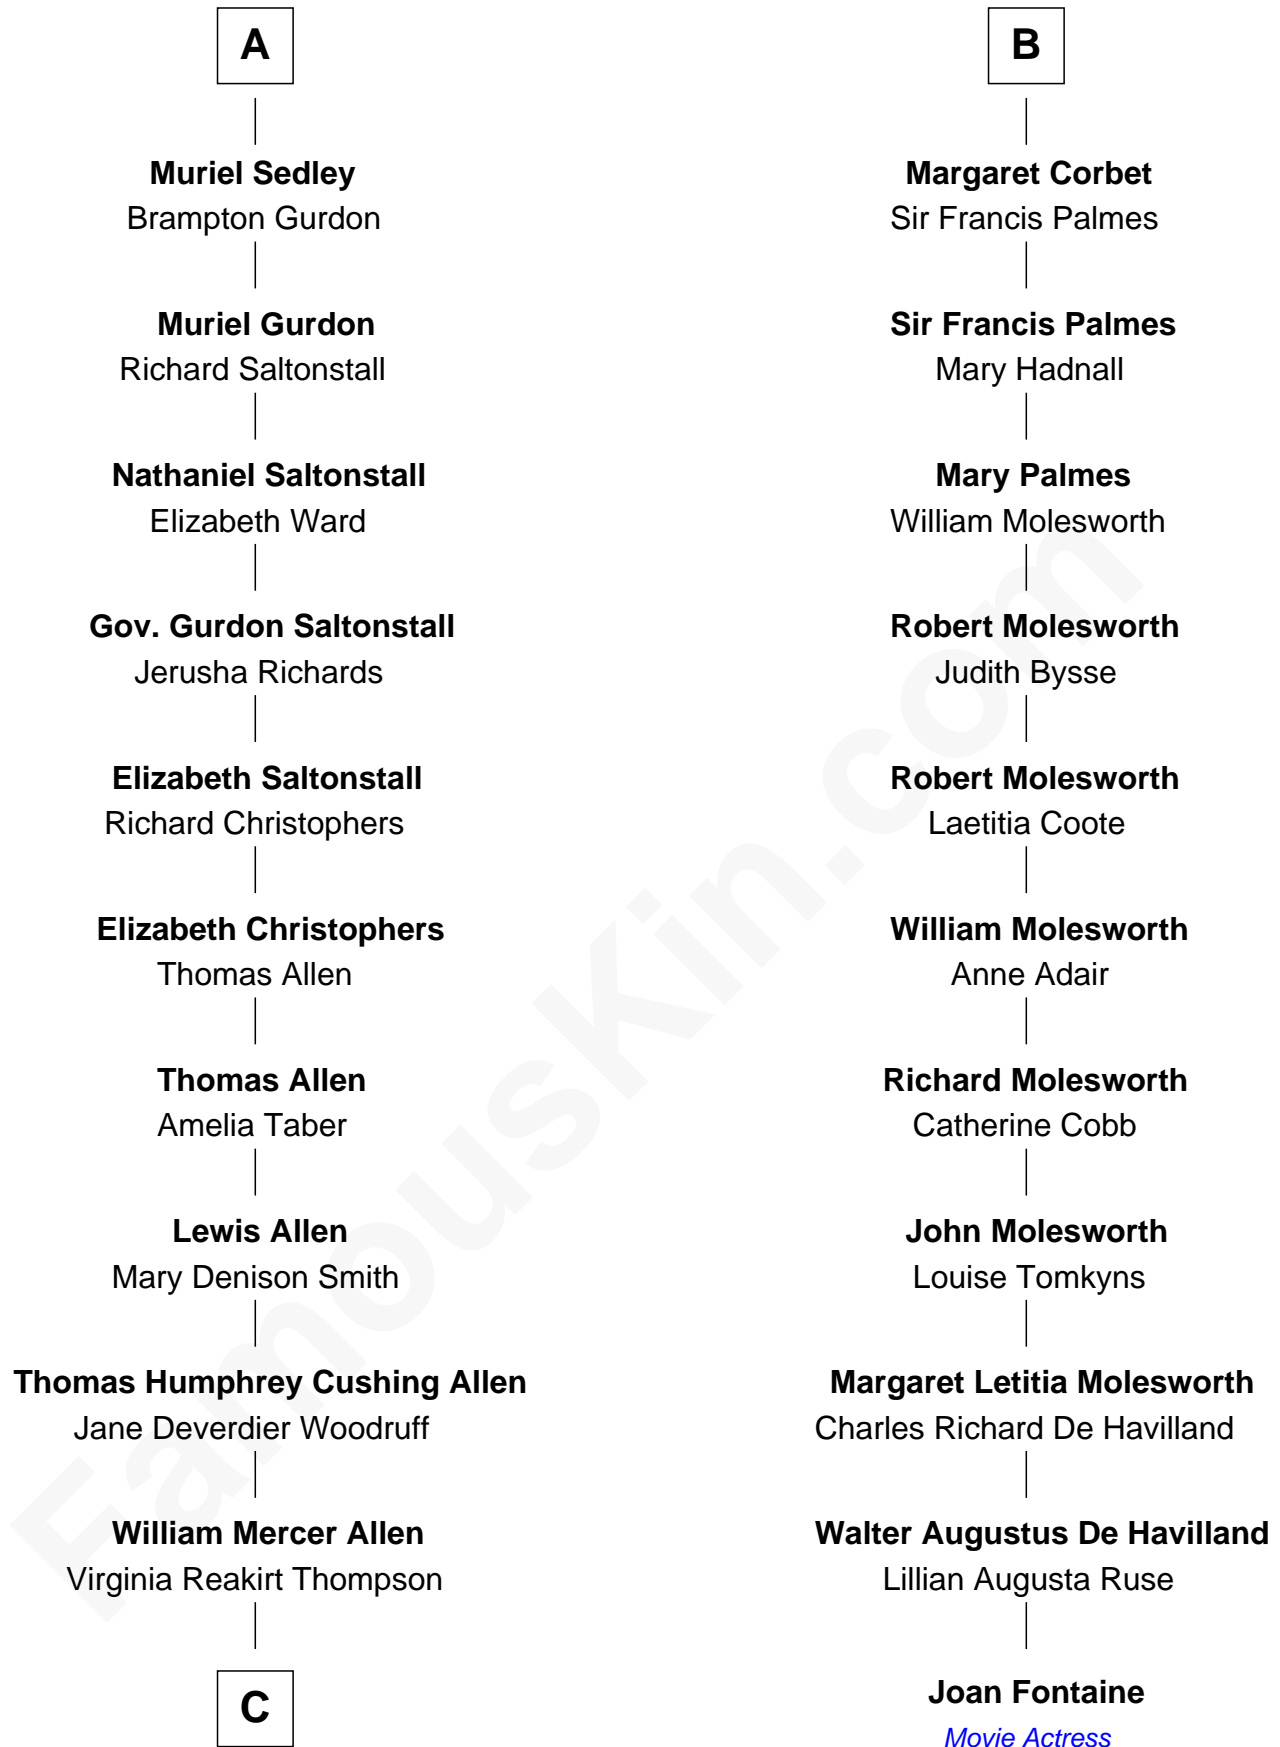 A
Muriel Sedley
Brampton Gurdon
Muriel Gurdon
Richard Saltonstall
Nathaniel Saltonstall
Elizabeth Ward
Gov. Gurdon Saltonstall
Jerusha Richards
Elizabeth Saltonstall
Richard Christophers
Elizabeth Christophers
Thomas Allen
Thomas Allen
Amelia Taber
Lewis Allen
Mary Denison Smith
Thomas Humphrey Cushing Allen
Jane Deverdier Woodruff
William Mercer Allen
Virginia Reakirt Thompson
C
B
Margaret Corbet
Sir Francis Palmes
Sir Francis Palmes
Mary Hadnall
Mary Palmes
William Molesworth
Robert Molesworth
Judith Bysse
Robert Molesworth
Laetitia Coote
William Molesworth
Anne Adair
Richard Molesworth
Catherine Cobb
John Molesworth
Louise Tomkyns
Margaret Letitia Molesworth
Charles Richard De Havilland
Walter Augustus De Havilland
Lillian Augusta Ruse
Joan Fontaine
Movie Actress
FamousKin.com